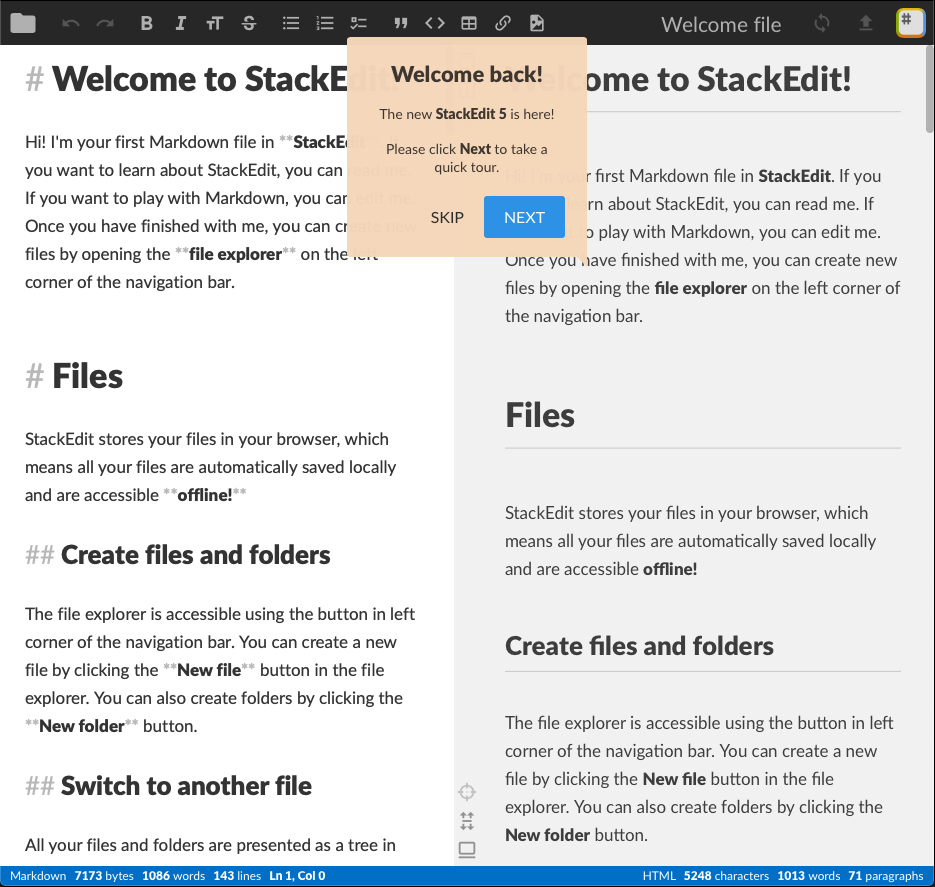 B I TT S
Welcome file
#
Welcome back!
The new StackEdit 5 is here!
Please click Next to take a
quick tour.
SKIP NEXT
# Welcome to StackEdit!
Hi! I'm your first Markdown file in **StackEdit
you want to learn about StackEdit, you can read me.
If you want to play with Markdown, you can edit me.
Once you have finished with me, you can create new
files by opening the **file explorer** on the left
corner of the navigation bar.
# Files
StackEdit stores your files in your browser, which
means all your files are automatically saved locally
and are accessible **offline!**
## Create files and folders
The file explorer is accessible using the button in left
corner of the navigation bar. You can create a new
file by clicking the **New file** button in the file
explorer. You can also create folders by clicking the
**New folder** button.
## Switch to another file
All your files and folders are presented as a tree in
Welcome to StackEdit!
Hi! I'm your first Markdown file in StackEdit. If you
learn about StackEdit, you can read me. If
to play with Markdown, you can edit me.
Once you have finished with me, you can create new
files by opening the file explorer on the left corner of
the navigation bar.
Files
StackEdit stores your files in your browser, which
means all your files are automatically saved locally
and are accessible offline!
Create files and folders
The file explorer is accessible using the button in left
corner of the navigation bar. You can create a new
file by clicking the New file button in the file
explorer. You can also create folders by clicking the
New folder button.
Markdown 7173 bytes 1086 words 143 lines Ln 1, Col 0
HTML 5248 characters 1013 words 71 paragraphs